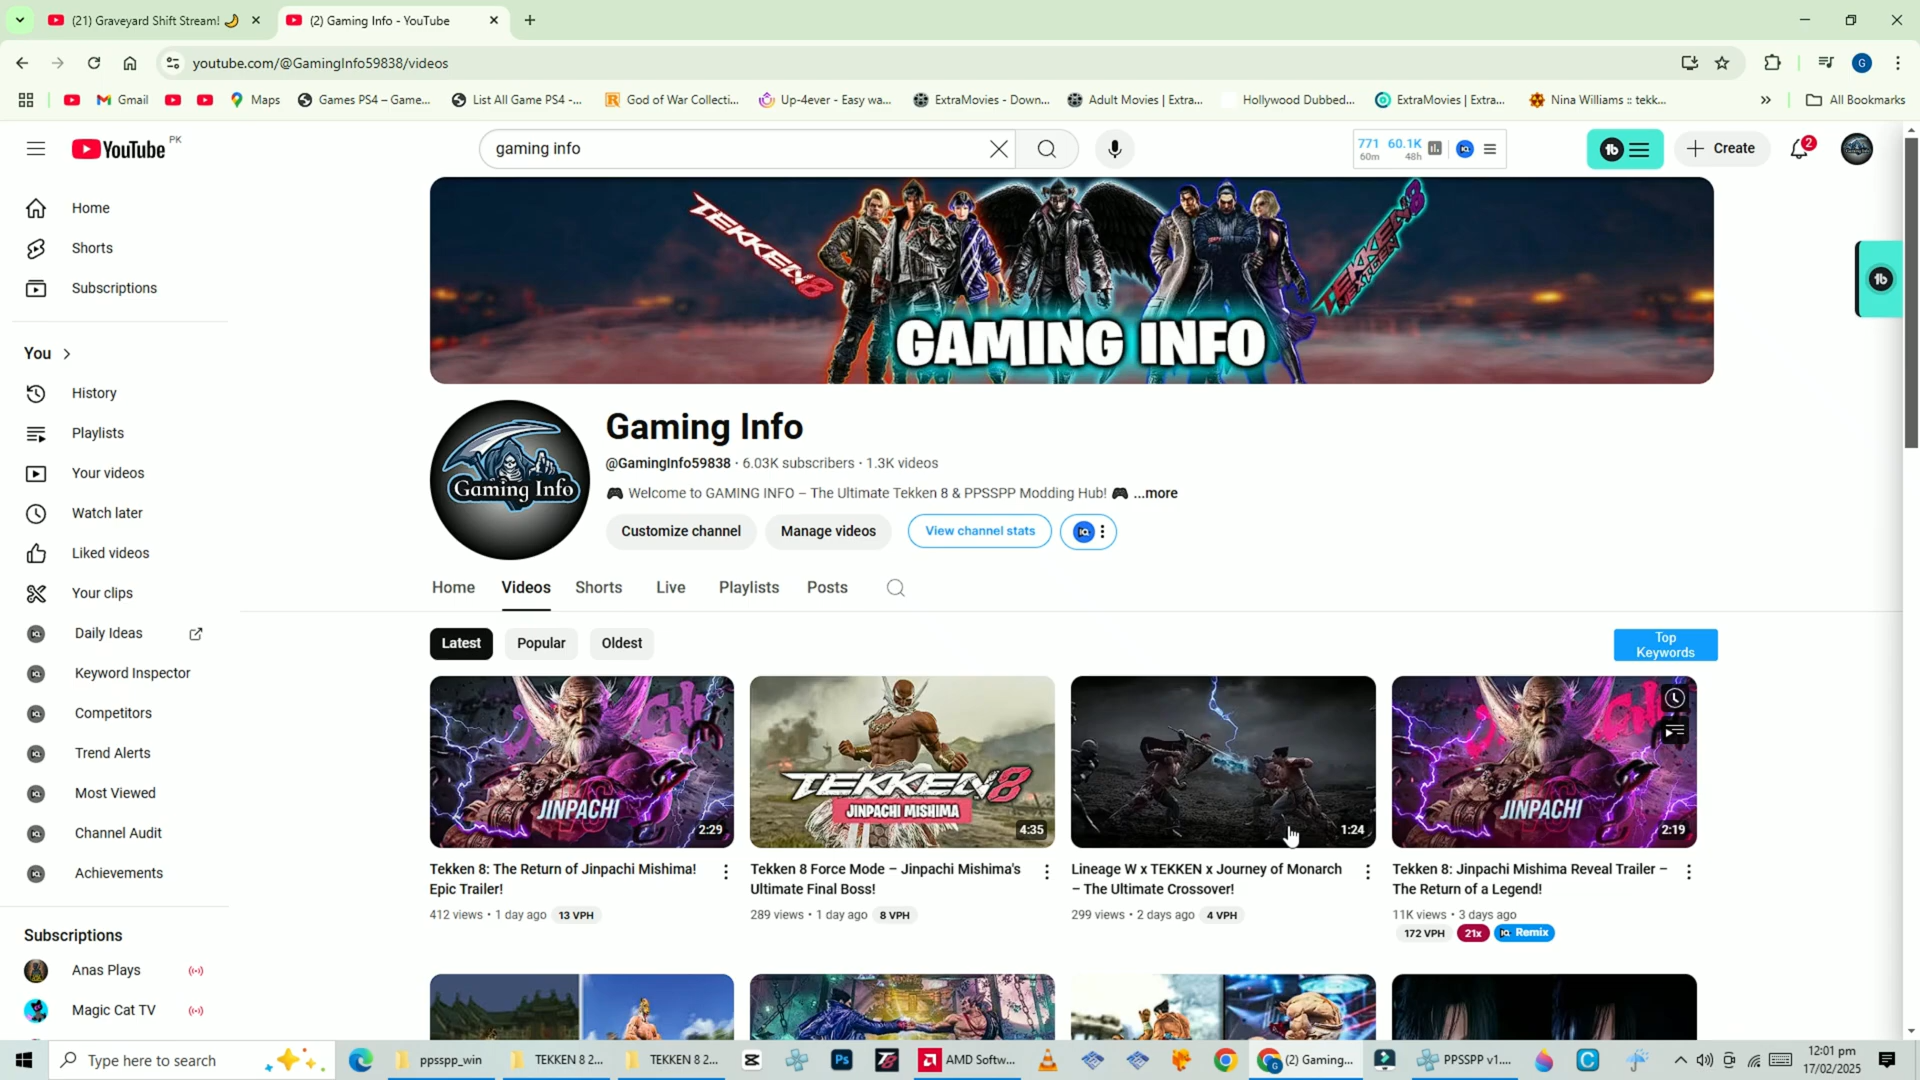 (21) Graveyard Shift Stream! 🌙
(2) Gaming Info - YouTube
youtube.com/@GamingInfo59838/videos
Gmail
Maps
Games PS4 – Game...
List All Game PS4 -...
God of War Collecti...
Up-4ever - Easy wa...
ExtraMovies - Down...
Adult Movies | Extra...
Hollywood Dubbed...
ExtraMovies | Extra...
Nina Williams :: tekk...
All Bookmarks
YouTube PK
gaming info
771 60.1K
60m 48h
Create
2
Home
Shorts
Subscriptions
You
History
Playlists
Your videos
Watch later
Liked videos
Your clips
Daily Ideas
Keyword Inspector
Competitors
Trend Alerts
Most Viewed
Channel Audit
Achievements
Subscriptions
Anas Plays
Magic Cat TV
TEKKEN 8
GAMING INFO
Gaming Info
Gaming Info
@GamingInfo59838 · 6.03K subscribers · 1.3K videos
🎮 Welcome to GAMING INFO – The Ultimate Tekken 8 & PPSSPP Modding Hub! 🎮 ...more
Customize channel
Manage videos
View channel stats
Home
Videos
Shorts
Live
Playlists
Posts
Latest
Popular
Oldest
Top
Keywords
JINPACHI
2:29
TEKKEN 8
JINPACHI MISHIMA
4:35
1:24
JINPACHI
2:19
Tekken 8: The Return of Jinpachi Mishima!
Epic Trailer!
412 views · 1 day ago 13 VPH
Tekken 8 Force Mode – Jinpachi Mishima's
Ultimate Final Boss!
289 views · 1 day ago 8 VPH
Lineage W x TEKKEN x Journey of Monarch
– The Ultimate Crossover!
299 views · 2 days ago 4 VPH
Tekken 8: Jinpachi Mishima Reveal Trailer –
The Return of a Legend!
11K views · 3 days ago
172 VPH 21x Remix
Type here to search
ppsspp_win
TEKKEN 8 2...
TEKKEN 8 2...
Ps
AMD Softw...
(2) Gaming...
PPSSPP v1....
12:01 pm
17/02/2025